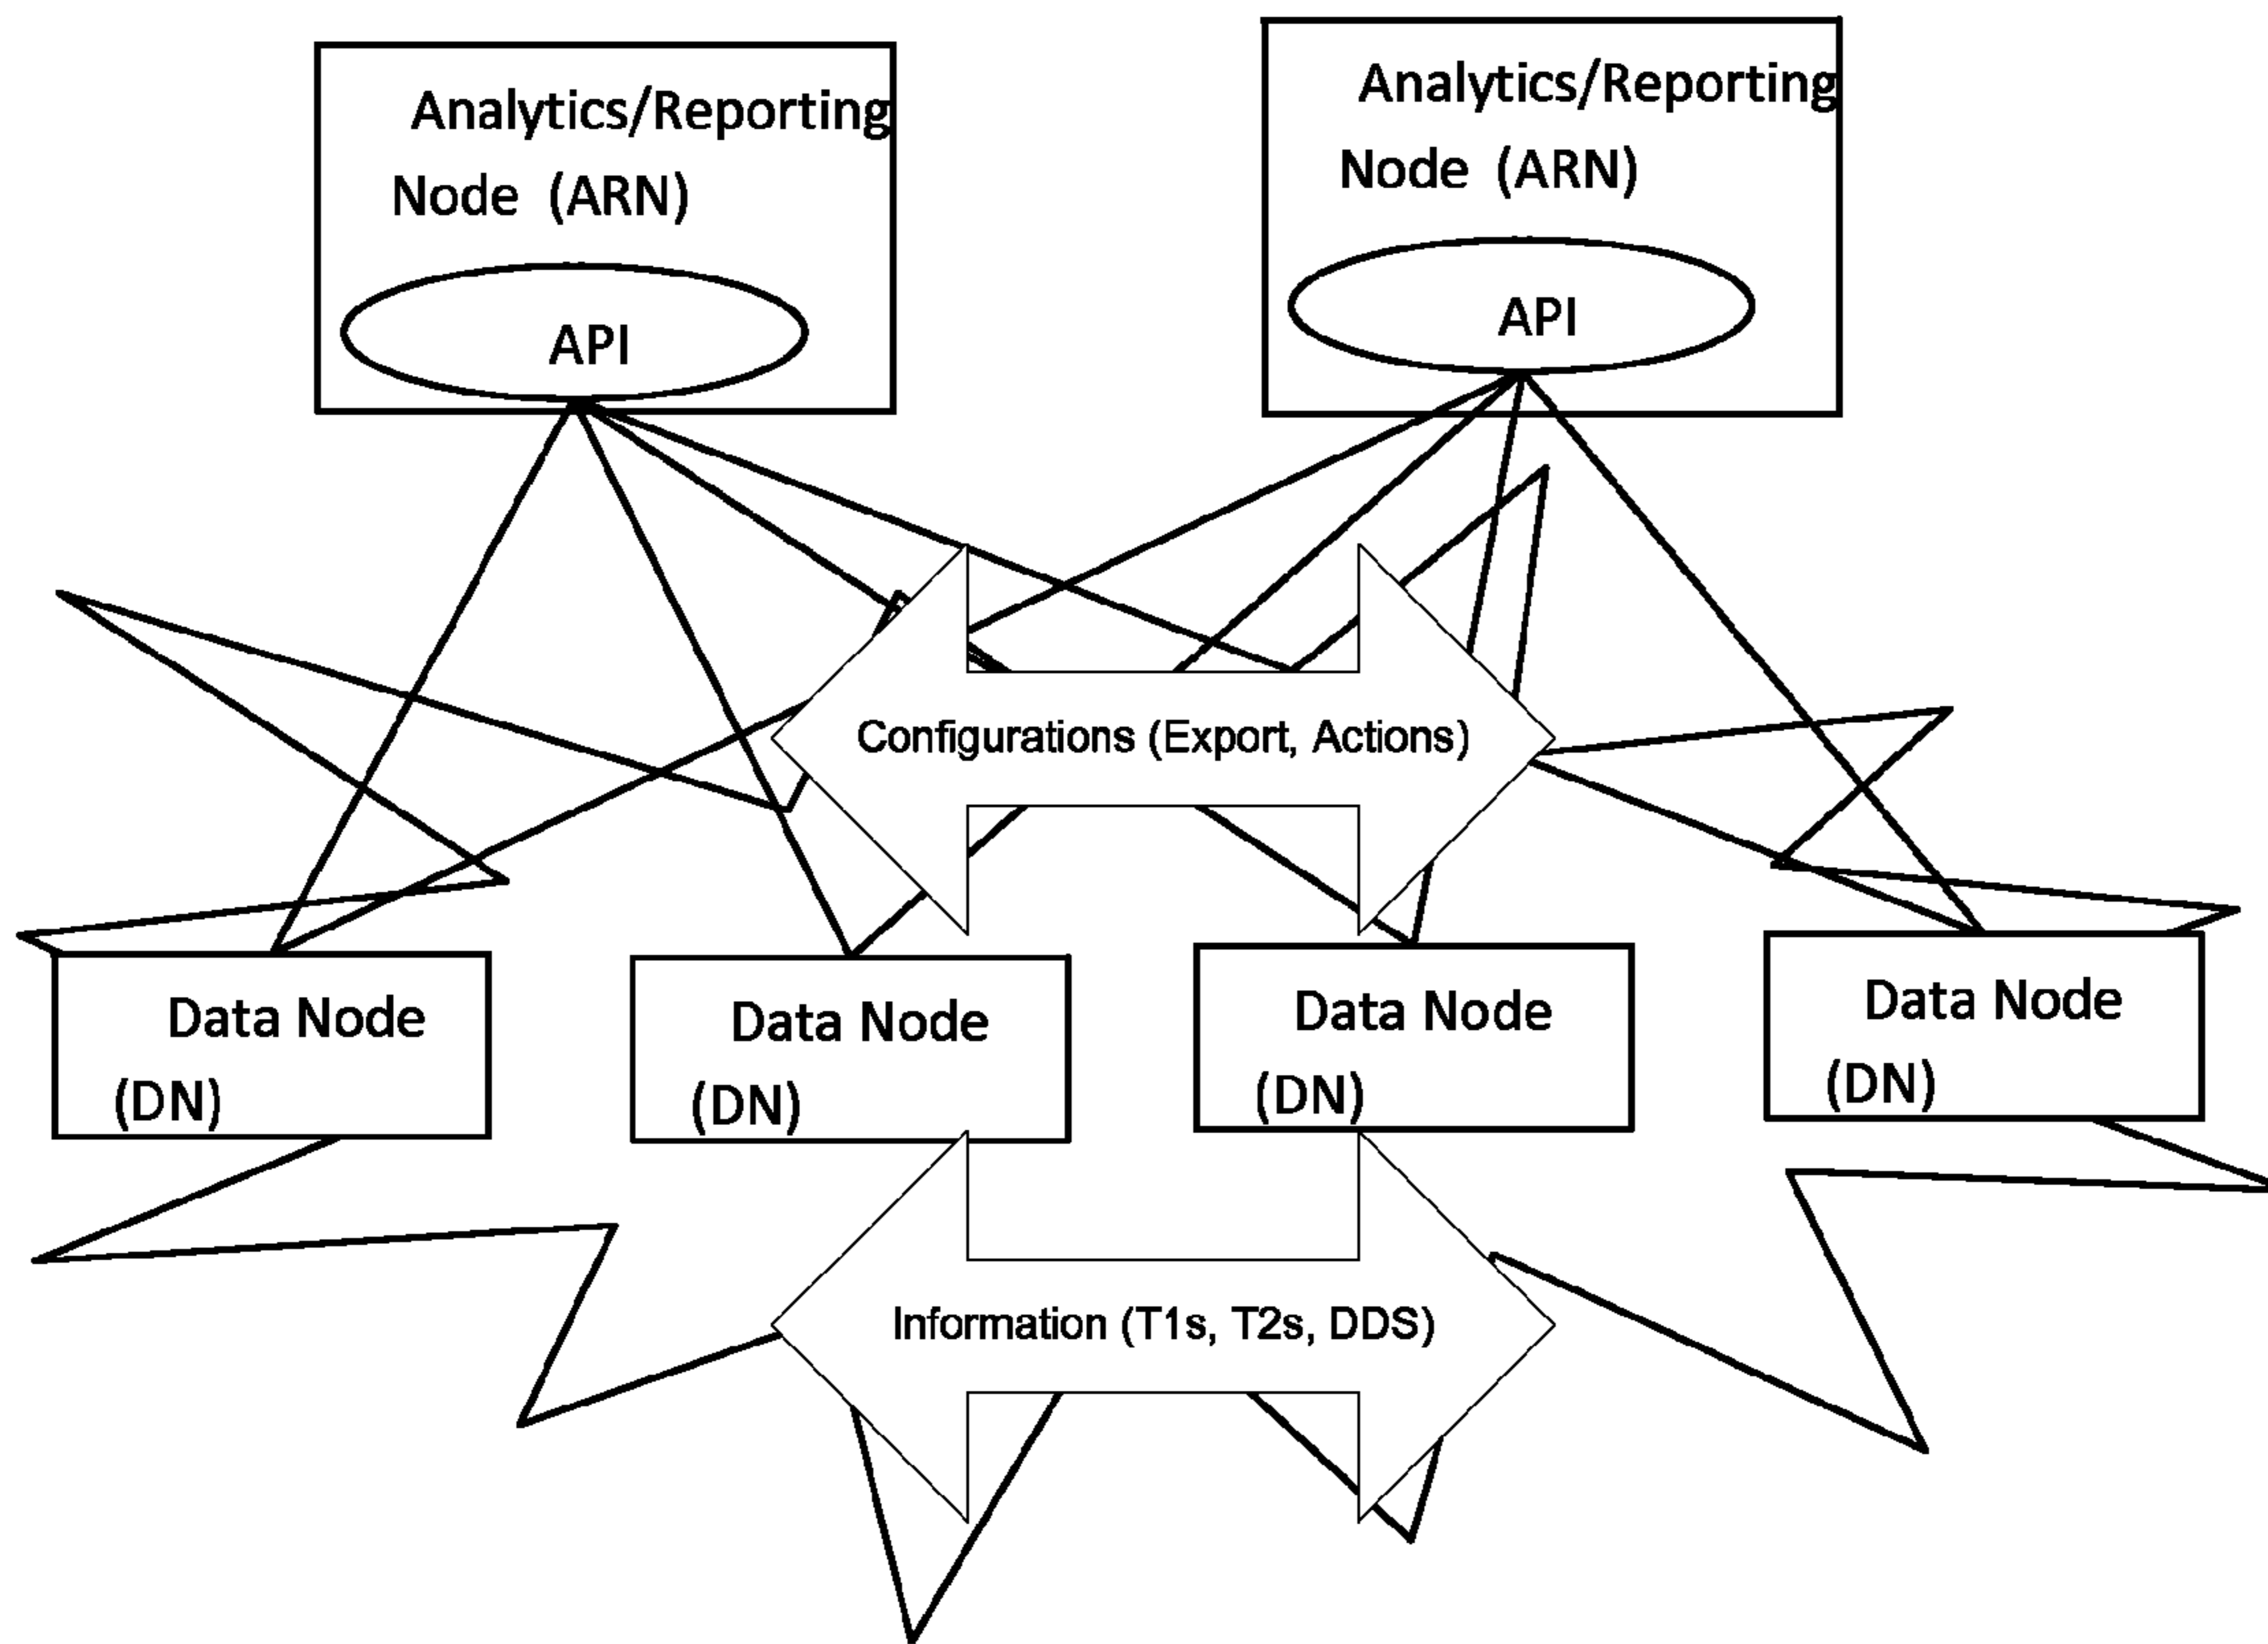 Analytics/Reporting
Node (ARN)
API
Analytics/Reporting
Node (ARN)
API
Configurations (Export, Actions)
Data Node
(DN)
Data Node
(DN)
Data Node
(DN)
Data Node
(DN)
Information (T1s, T2s, DDS)